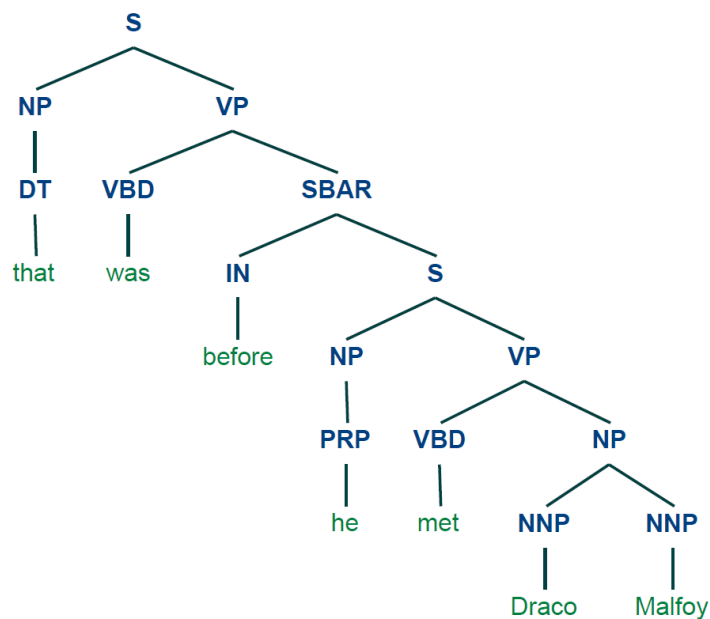 S
NP VP
DT VBD SBAR
that was IN S
before NP VP
PRP VBD NP
he met NNP NNP
Draco Malfoy